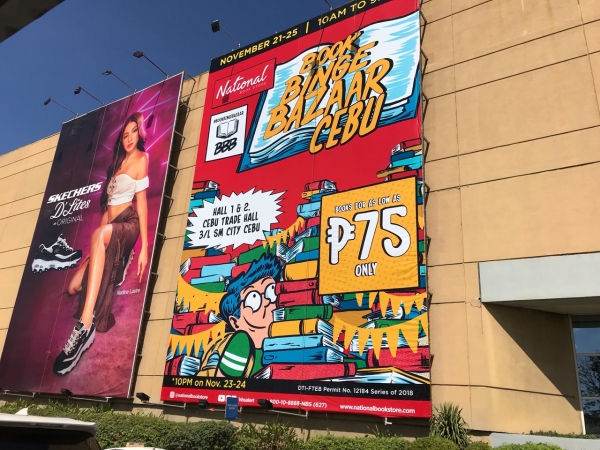 NOVEMBER 21-25 | 10AM TO
National
BOOK
BINGE
BAZAAR
CEBU
BBB
SKECHERS
D'Lites
ORIGINAL
HALL 1 & 2,
CEBU TRADE HALL
3/L SM CITY CEBU
BOOKS FOR AS LOW AS
₱75
ONLY
Nadine Lustre
*10PM on Nov. 23-24
DTI-FTEB Permit No. 12184 Series of 2018
www.nationalbookstore.com